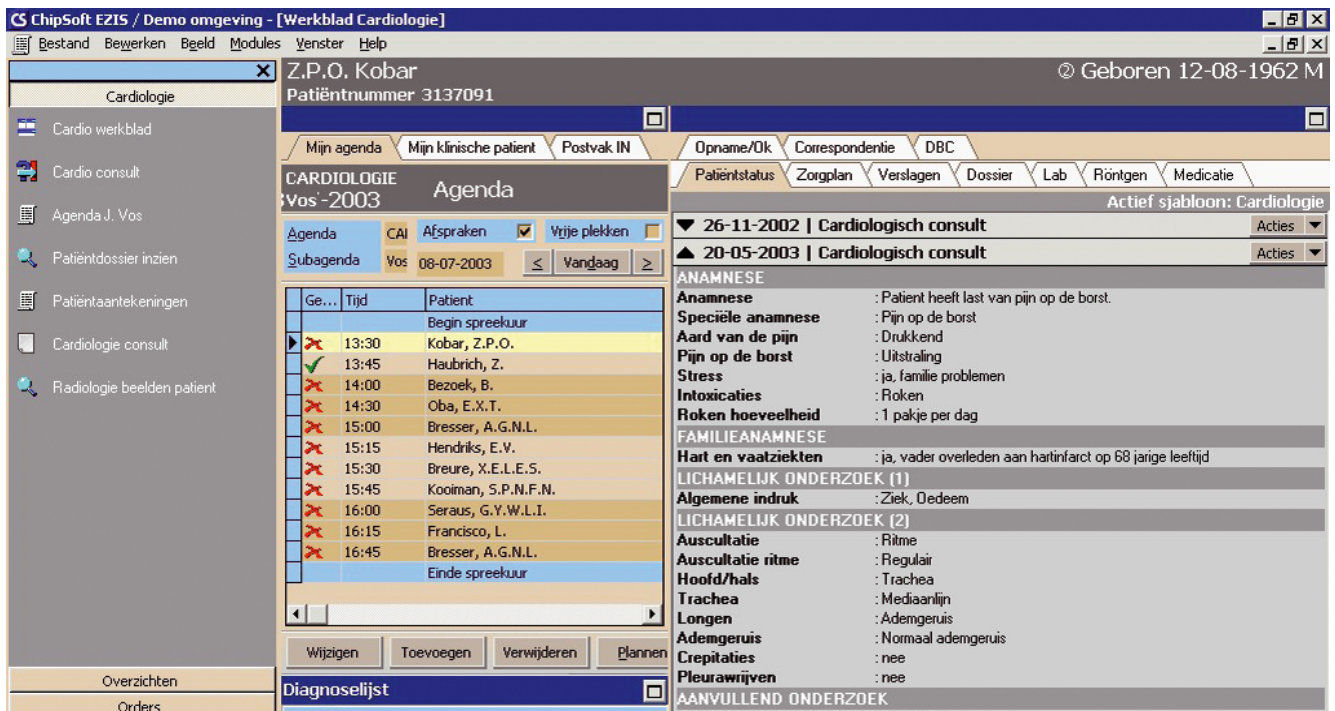 ChipSoft EZIS / Demo omgeving - [Werkblad Cardiologie]
Bestand Bewerken Beeld Modules Venster Help
Cardiologie
Cardio werkblad
Cardio consult
Agenda J. Vos
Patiëntdossier inzien
Patiëntaantekeningen
Cardiologie consult
Radiologie beelden patient
Overzichten
Orders
Z.P.O. Kobar
② Geboren 12-08-1962 M
Patiëntnummer 3137091
Mijn agenda Mijn klinische patient Postvak IN
CARDIOLOGIE
Vos -2003
Agenda
Agenda CAI Afspraken Vrije plekken
Subagenda Vos 08-07-2003 < Vandaag >
Ge... Tijd Patient
Begin spreekuur
13:30 Kobar, Z.P.O.
13:45 Haubrich, Z.
14:00 Bezoek, B.
14:30 Oba, E.X.T.
15:00 Bresser, A.G.N.L.
15:15 Hendriks, E.V.
15:30 Breure, X.E.L.E.S.
15:45 Kooiman, S.P.N.F.N.
16:00 Seraus, G.Y.W.L.I.
16:15 Francisco, L.
16:45 Bresser, A.G.N.L.
Einde spreekuur
Wijzigen Toevoegen Verwijderen Plannen
Diagnoselijst
Opname/Ok Correspondentie DBC
Patiëntstatus Zorgplan Verslagen Dossier Lab Röntgen Medicatie
Actief sjabloon: Cardiologie
26-11-2002 | Cardiologisch consult Acties
20-05-2003 | Cardiologisch consult Acties
ANAMNESE
Anamnese : Patient heeft last van pijn op de borst.
Speciële anamnese : Pijn op de borst
Aard van de pijn : Drukkend
Pijn op de borst : Uitstraling
Stress : ja, familie problemen
Intoxicaties : Roken
Roken hoeveelheid : 1 pakje per dag
FAMILIEANAMNESE
Hart en vaatziekten : ja, vader overleden aan hartinfarct op 68 jarige leeftijd
LICHAMELIJK ONDERZOEK (1)
Algemene indruk : Ziek, Oedeem
LICHAMELIJK ONDERZOEK (2)
Auscultatie : Ritme
Auscultatie ritme : Regulair
Hoofd/hals : Trachea
Trachea : Mediaanlijn
Longen : Ademgeruis
Ademgeruis : Normaal ademgeruis
Crepitaties : nee
Pleurawrijven : nee
AANVULLEND ONDERZOEK